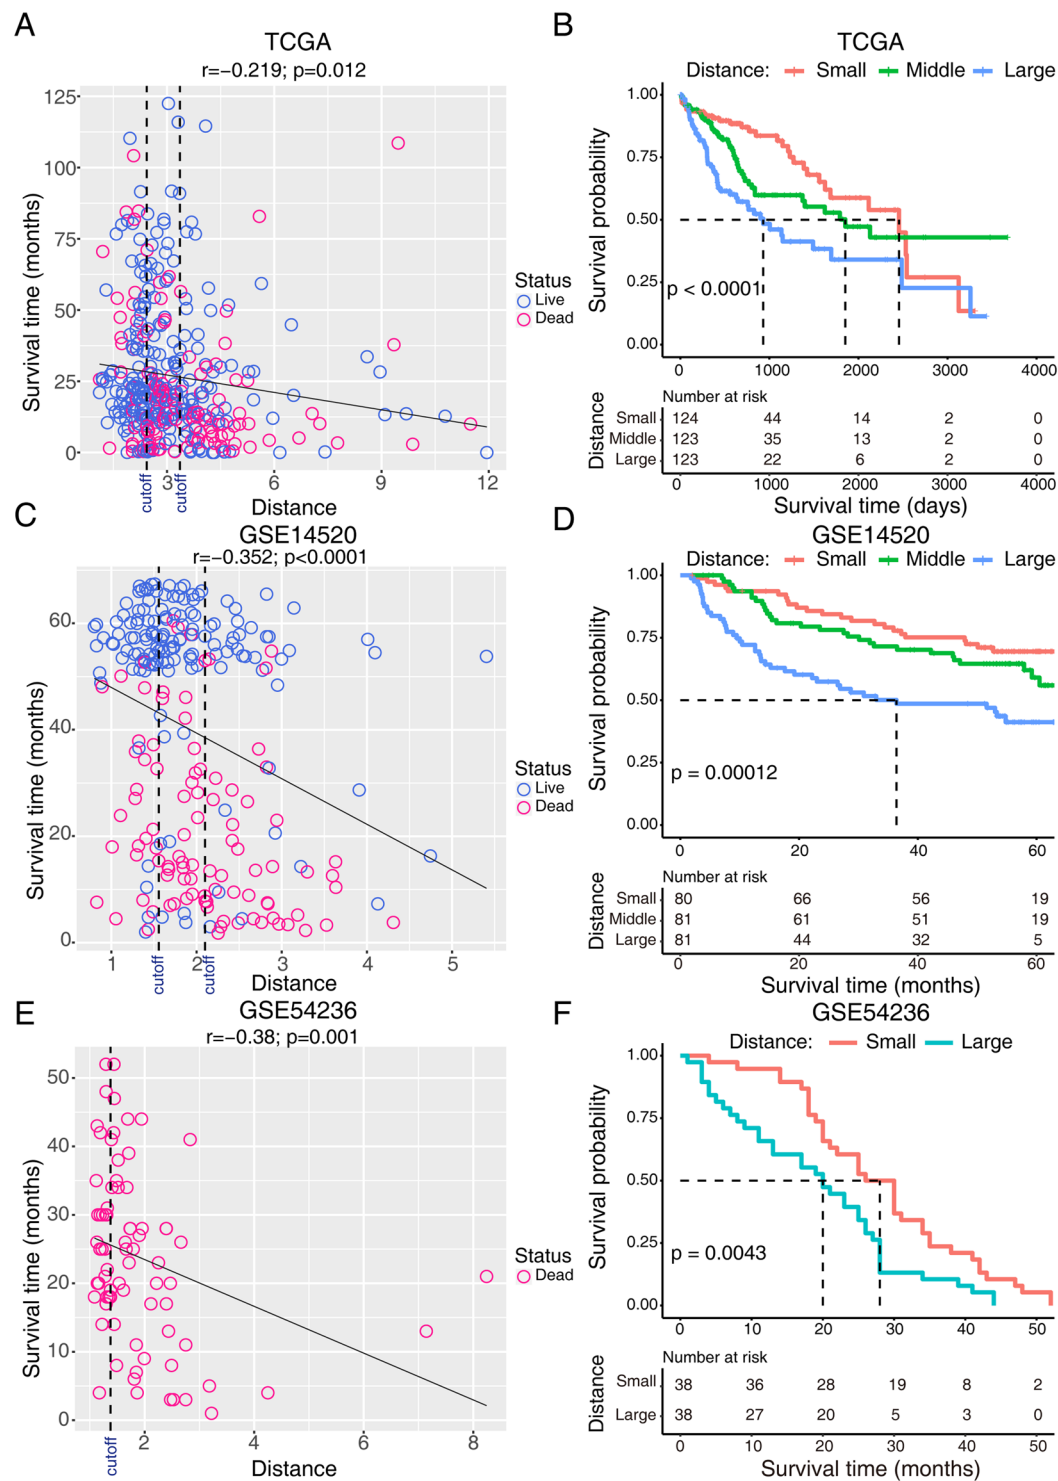 A
TCGA
r=−0.219; p=0.012
Survival time (months)
125
100
75
50
25
0
3
6
9
12
cutoff
cutoff
Distance
Status
Live
Dead
B
TCGA
Distance: Small Middle Large
Survival probability
1.00
0.75
0.50
0.25
0.00
p < 0.0001
0 1000 2000 3000 4000
Number at risk
Distance
Small 124 44 14 2 0
Middle 123 35 13 2 0
Large 123 22 6 2 0
0 1000 2000 3000 4000
Survival time (days)
C
GSE14520
r=−0.352; p<0.0001
Survival time (months)
60
40
20
0
1 2 3 4 5
cutoff
cutoff
Distance
Status
Live
Dead
D
GSE14520
Distance: Small Middle Large
Survival probability
1.00
0.75
0.50
0.25
0.00
p = 0.00012
0 20 40 60
Number at risk
Distance
Small 80 66 56 19
Middle 81 61 51 19
Large 81 44 32 5
0 20 40 60
Survival time (months)
E
GSE54236
r=−0.38; p=0.001
Survival time (months)
50
40
30
20
10
0
2 4 6 8
cutoff
Distance
Status
Dead
F
GSE54236
Distance: Small Large
Survival probability
1.00
0.75
0.50
0.25
0.00
p = 0.0043
0 10 20 30 40 50
Number at risk
Distance
Small 38 36 28 19 8 2
Large 38 27 20 5 3 0
0 10 20 30 40 50
Survival time (months)